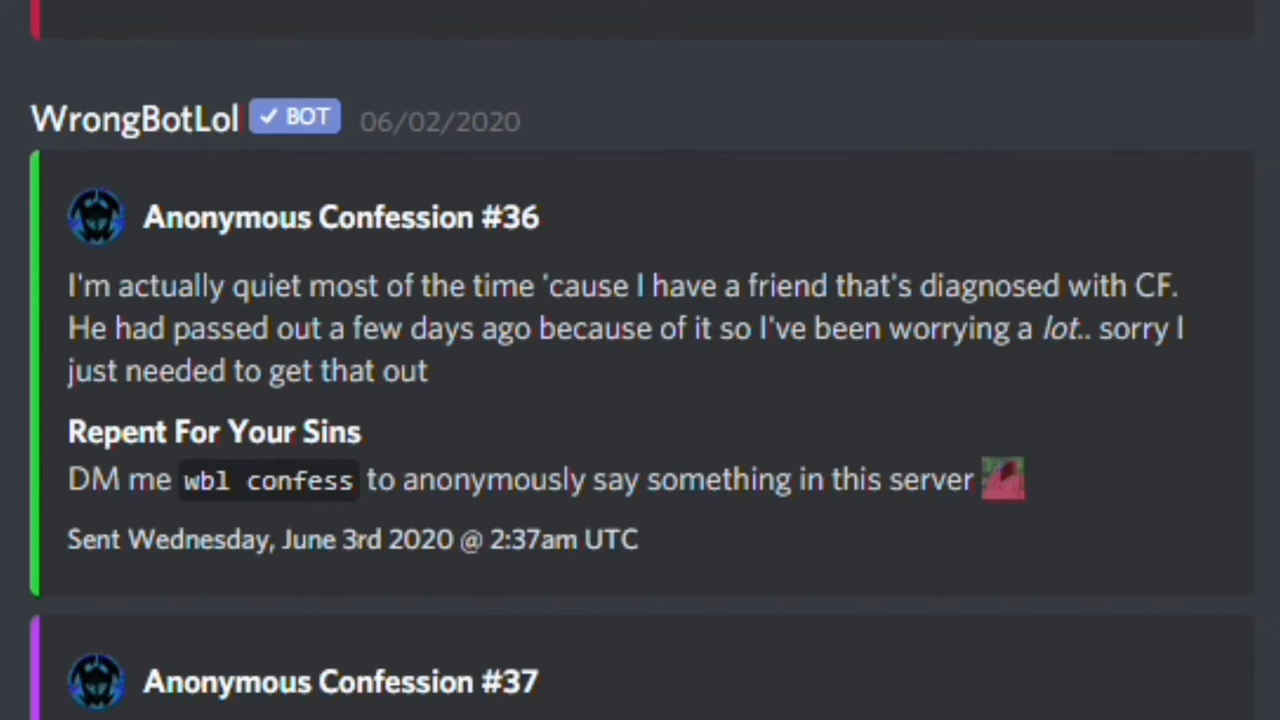 WrongBotLol ✓ BOT 06/02/2020
Anonymous Confession #36
I'm actually quiet most of the time 'cause I have a friend that's diagnosed with CF.
He had passed out a few days ago because of it so I've been worrying a lot.. sorry I
just needed to get that out
Repent For Your Sins
DM me wbl confess to anonymously say something in this server
Sent Wednesday, June 3rd 2020 @ 2:37am UTC
Anonymous Confession #37